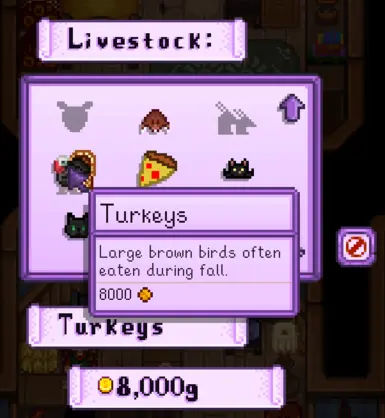 Livestock:
Turkeys
Large brown birds often
eaten during fall.
8000
Turkeys
8,000g